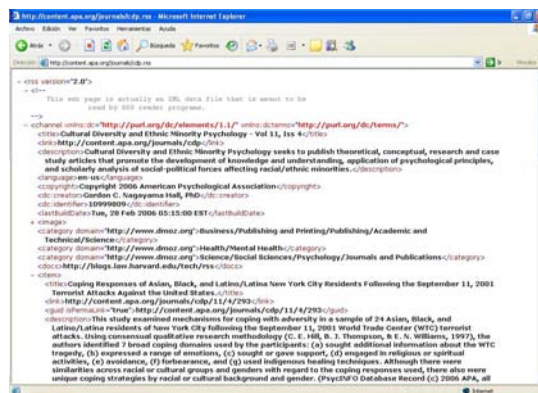 http://content.apa.org/journals/cdp.rss - Microsoft Internet Explorer
Archivo Edición Ver Favoritos Herramientas Ayuda
Atrás Búsqueda Favoritos
Dirección http://content.apa.org/journals/cdp.rss Ir Vínculos
- <rss version="2.0">
- <!--
This web page is actually an XML data file that is meant to be
read by RSS reader programs.
-->
- <channel xmlns:dc="http://purl.org/dc/elements/1.1/" xmlns:dcterms="http://purl.org/dc/terms/">
<title>Cultural Diversity and Ethnic Minority Psychology - Vol 11, Iss 4</title>
<link>http://content.apa.org/journals/cdp</link>
<description>Cultural Diversity and Ethnic Minority Psychology seeks to publish theoretical, conceptual, research and case
study articles that promote the development of knowledge and understanding, application of psychological principles,
and scholarly analysis of social-political forces affecting racial/ethnic minorities.</description>
<language>en-us</language>
<copyright>Copyright 2006 American Psychological Association</copyright>
<dc:creator>Gordon C. Nagayama Hall, PhD</dc:creator>
<dc:identifier>10999809</dc:identifier>
<lastBuildDate>Tue, 28 Feb 2006 05:15:00 EST</lastBuildDate>
+ <image>
<category domain="http://www.dmoz.org">Business/Publishing and Printing/Publishing/Academic and
Technical/Science</category>
<category domain="http://www.dmoz.org">Health/Mental Health</category>
<category domain="http://www.dmoz.org">Science/Social Sciences/Psychology/Journals and Publications</category>
<docs>http://blogs.law.harvard.edu/tech/rss</docs>
- <item>
<title>Coping Responses of Asian, Black, and Latino/Latina New York City Residents Following the September 11, 2001
Terrorist Attacks Against the United States.</title>
<link>http://content.apa.org/journals/cdp/11/4/293</link>
<guid isPermaLink="true">http://content.apa.org/journals/cdp/11/4/293</guid>
<description>This study examined mechanisms for coping with adversity in a sample of 24 Asian, Black, and
Latino/Latina residents of New York City following the September 11, 2001 World Trade Center (WTC) terrorist
attacks. Using consensual qualitative research methodology (C. E. Hill, B. J. Thompson, & E. N. Williams, 1997), the
authors identified 7 broad coping domains used by the participants: (a) sought additional information about the WTC
tragedy, (b) expressed a range of emotions, (c) sought or gave support, (d) engaged in religious or spiritual
activities, (e) avoidance, (f) forbearance, and (g) used indigenous healing techniques. Although there were
similarities across racial or cultural groups and genders with regard to the coping responses used, there also were
unique coping strategies by racial or cultural background and gender. (PsycINFO Database Record (c) 2006 APA, all
Internet